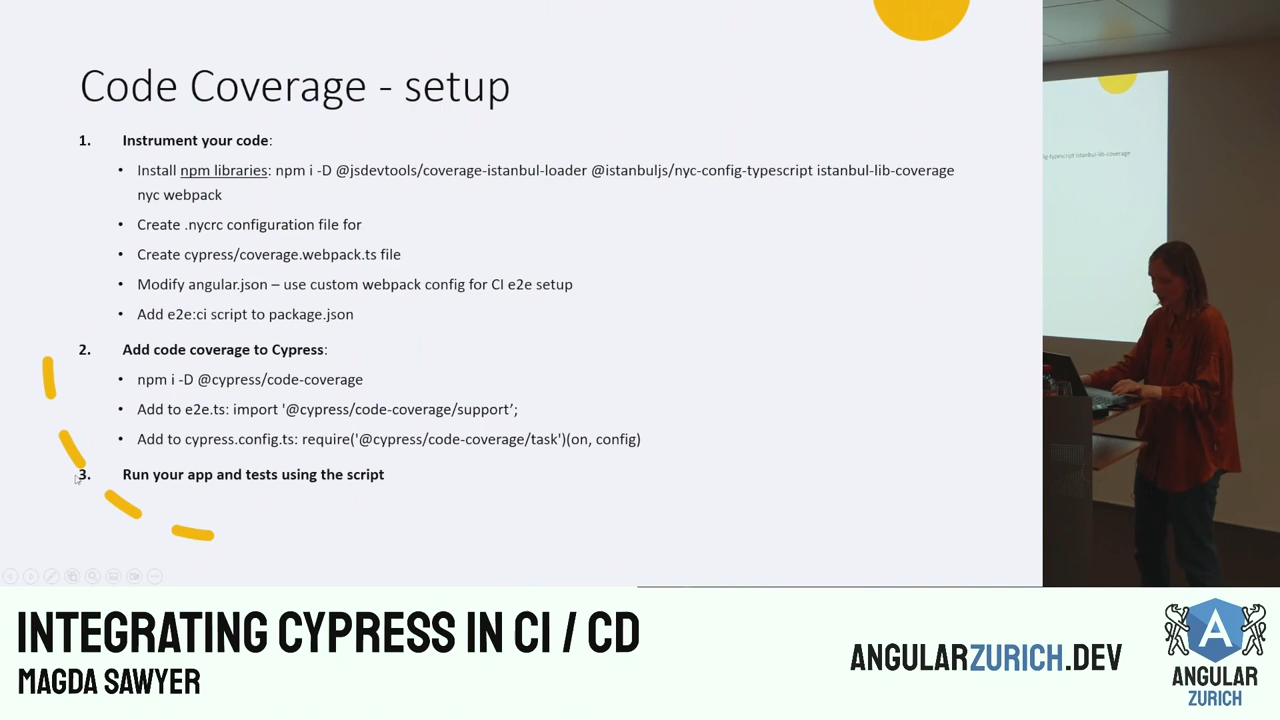 Code Coverage - setup
1. Instrument your code:
• Install npm libraries: npm i -D @jsdevtools/coverage-istanbul-loader @istanbuljs/nyc-config-typescript istanbul-lib-coverage
nyc webpack
• Create .nycrc configuration file for
• Create cypress/coverage.webpack.ts file
• Modify angular.json – use custom webpack config for CI e2e setup
• Add e2e:ci script to package.json
2. Add code coverage to Cypress:
• npm i -D @cypress/code-coverage
• Add to e2e.ts: import '@cypress/code-coverage/support’;
• Add to cypress.config.ts: require('@cypress/code-coverage/task')(on, config)
3. Run your app and tests using the script
INTEGRATING CYPRESS IN CI / CD
MAGDA SAWYER
ANGULARZURICH.DEV
A
ANGULAR
ZURICH